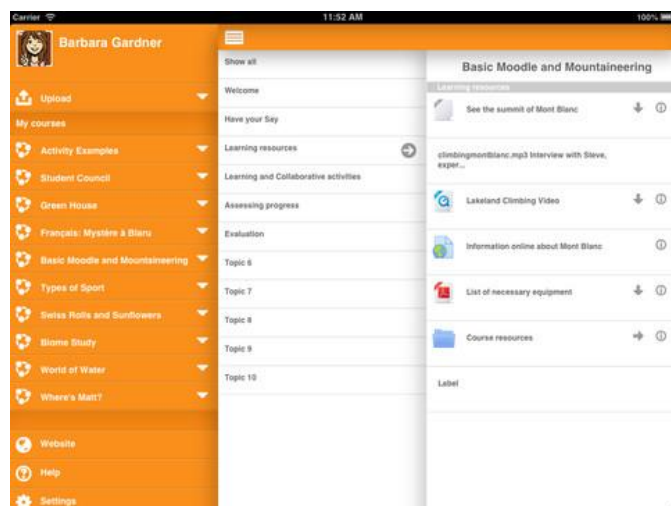 Carrier
11:52 AM
100%
Barbara Gardner
Upload
My courses
Activity Examples
Student Council
Green House
Français: Mystère à Blaru
Basic Moodle and Mountaineering
Types of Sport
Swiss Rolls and Sunflowers
Biome Study
World of Water
Where's Matt?
Website
Help
Settings
Show all
Welcome
Have your Say
Learning resources
Learning and Collaborative activities
Assessing progress
Evaluation
Topic 6
Topic 7
Topic 8
Topic 9
Topic 10
Basic Moodle and Mountaineering
Learning resources
See the summit of Mont Blanc
climbingmontblanc.mp3 Interview with Steve,
exper...
Lakeland Climbing Video
Information online about Mont Blanc
List of necessary equipment
Course resources
Label